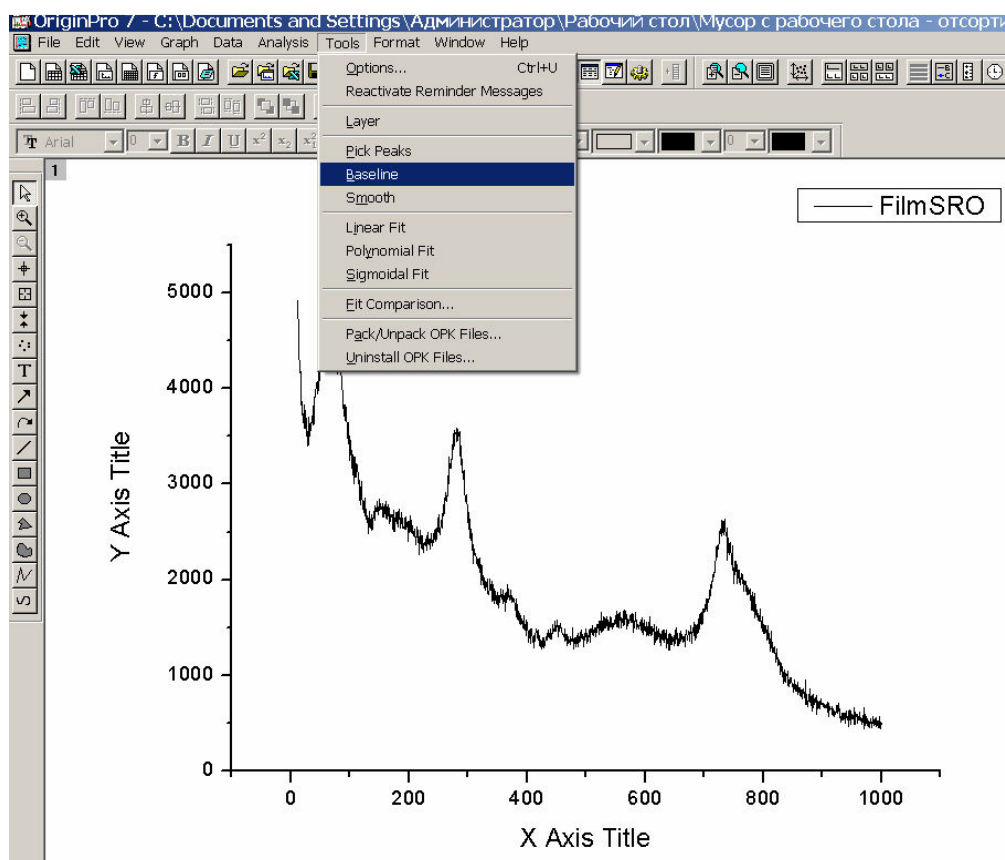 OriginPro 7 - C:\Documents and Settings\Администратор\Рабочий стол\Мусор с рабочего стола - отсорти
File Edit View Graph Data Analysis Tools Format Window Help
Options... Ctrl+U
Reactivate Reminder Messages
Layer
Pick Peaks
Baseline
Smooth
Linear Fit
Polynomial Fit
Sigmoidal Fit
Fit Comparison...
Pack/Unpack OPK Files...
Uninstall OPK Files...
Arial 0 B I U x² x₂ 0
1
FilmSRO
5000
4000
3000
2000
1000
0
Y Axis Title
0 200 400 600 800 1000
X Axis Title